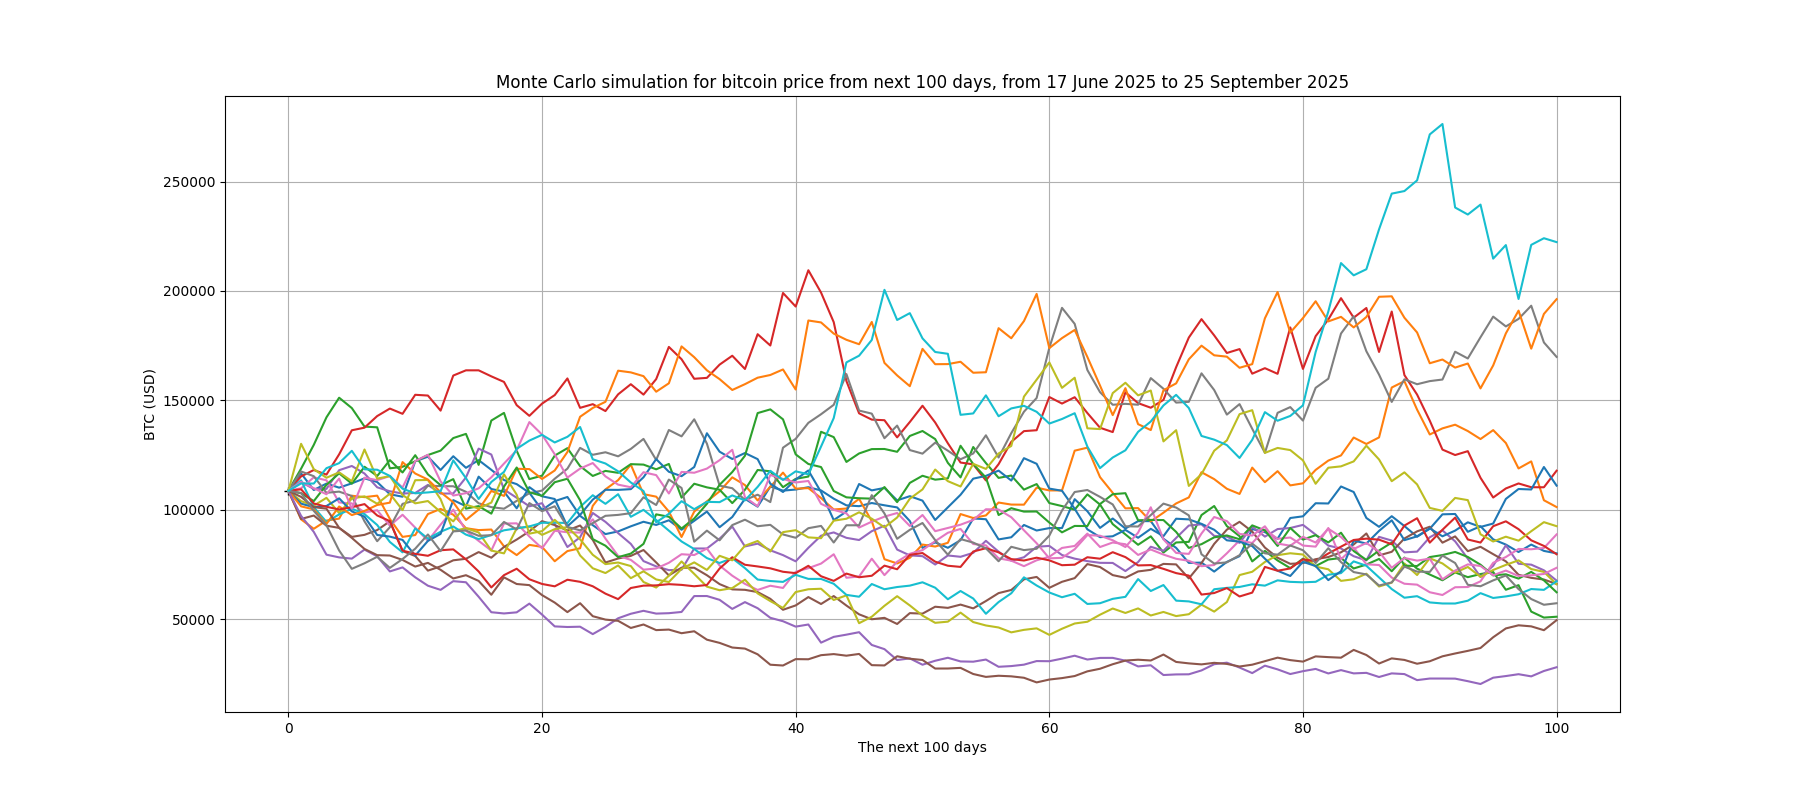 Monte Carlo simulation for bitcoin price from next 100 days, from 17 June 2025 to 25 September 2025
BTC (USD)
250000
200000
150000
100000
50000
0 20 40 60 80 100
The next 100 days